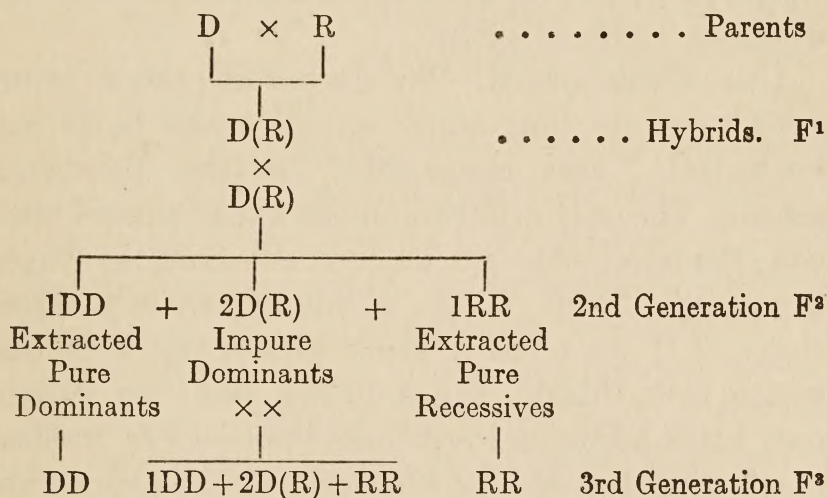 D × R ........ Parents
D(R) ...... Hybrids. F¹
×
D(R)
1DD + 2D(R) + 1RR 2nd Generation F²
Extracted Impure Extracted
Pure Dominants Pure
Dominants × × Recessives
DD 1DD+2D(R)+RR RR 3rd Generation F³